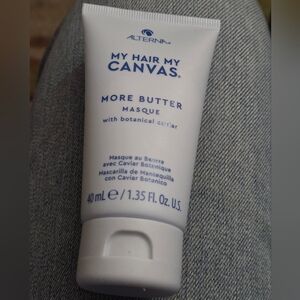 ALTERNA
MY HAIR MY
CANVAS.
MORE BUTTER
MASQUE
with botanical caviar
Masque au Beurre
avec Caviar Botanique
Mascarilla de Mantequilla
con Caviar Botanico
40 mL ℮ / 1.35 Fl. Oz. U.S.